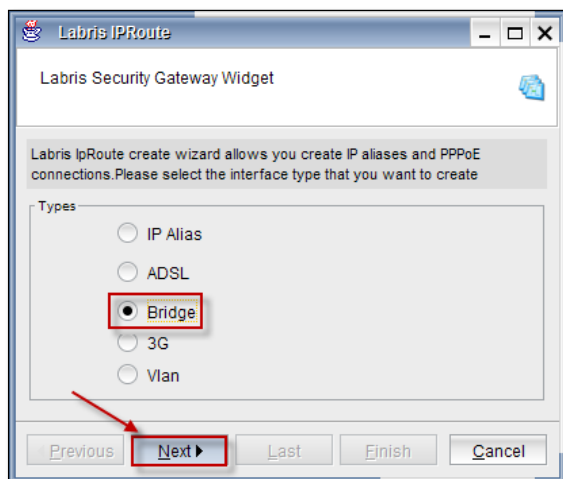 Labris IPRoute
Labris Security Gateway Widget
Labris IpRoute create wizard allows you create IP aliases and PPPoE
connections.Please select the interface type that you want to create
Types
IP Alias
ADSL
Bridge
3G
Vlan
Previous Next Last Finish Cancel